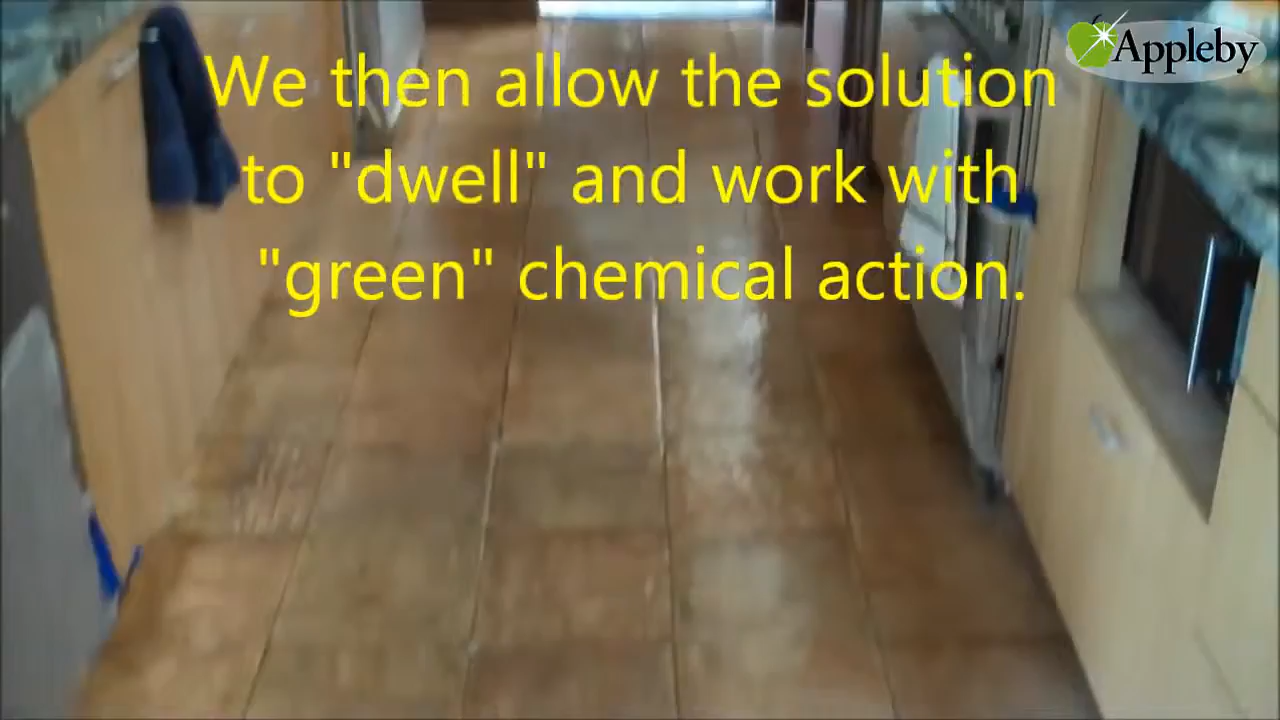 Appleby
We then allow the solution
to "dwell" and work with
"green" chemical action.